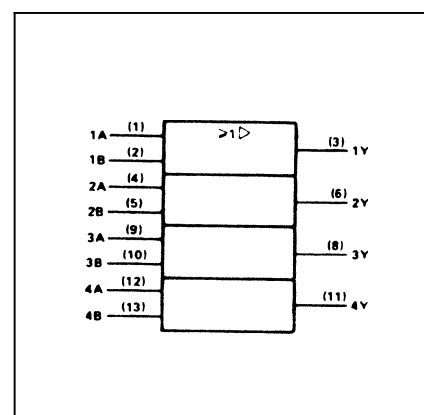 1A (1) ≥1▷ (3) 1Y
1B (2)
2A (4) (6) 2Y
2B (5)
3A (9) (8) 3Y
3B (10)
4A (12) (11) 4Y
4B (13)